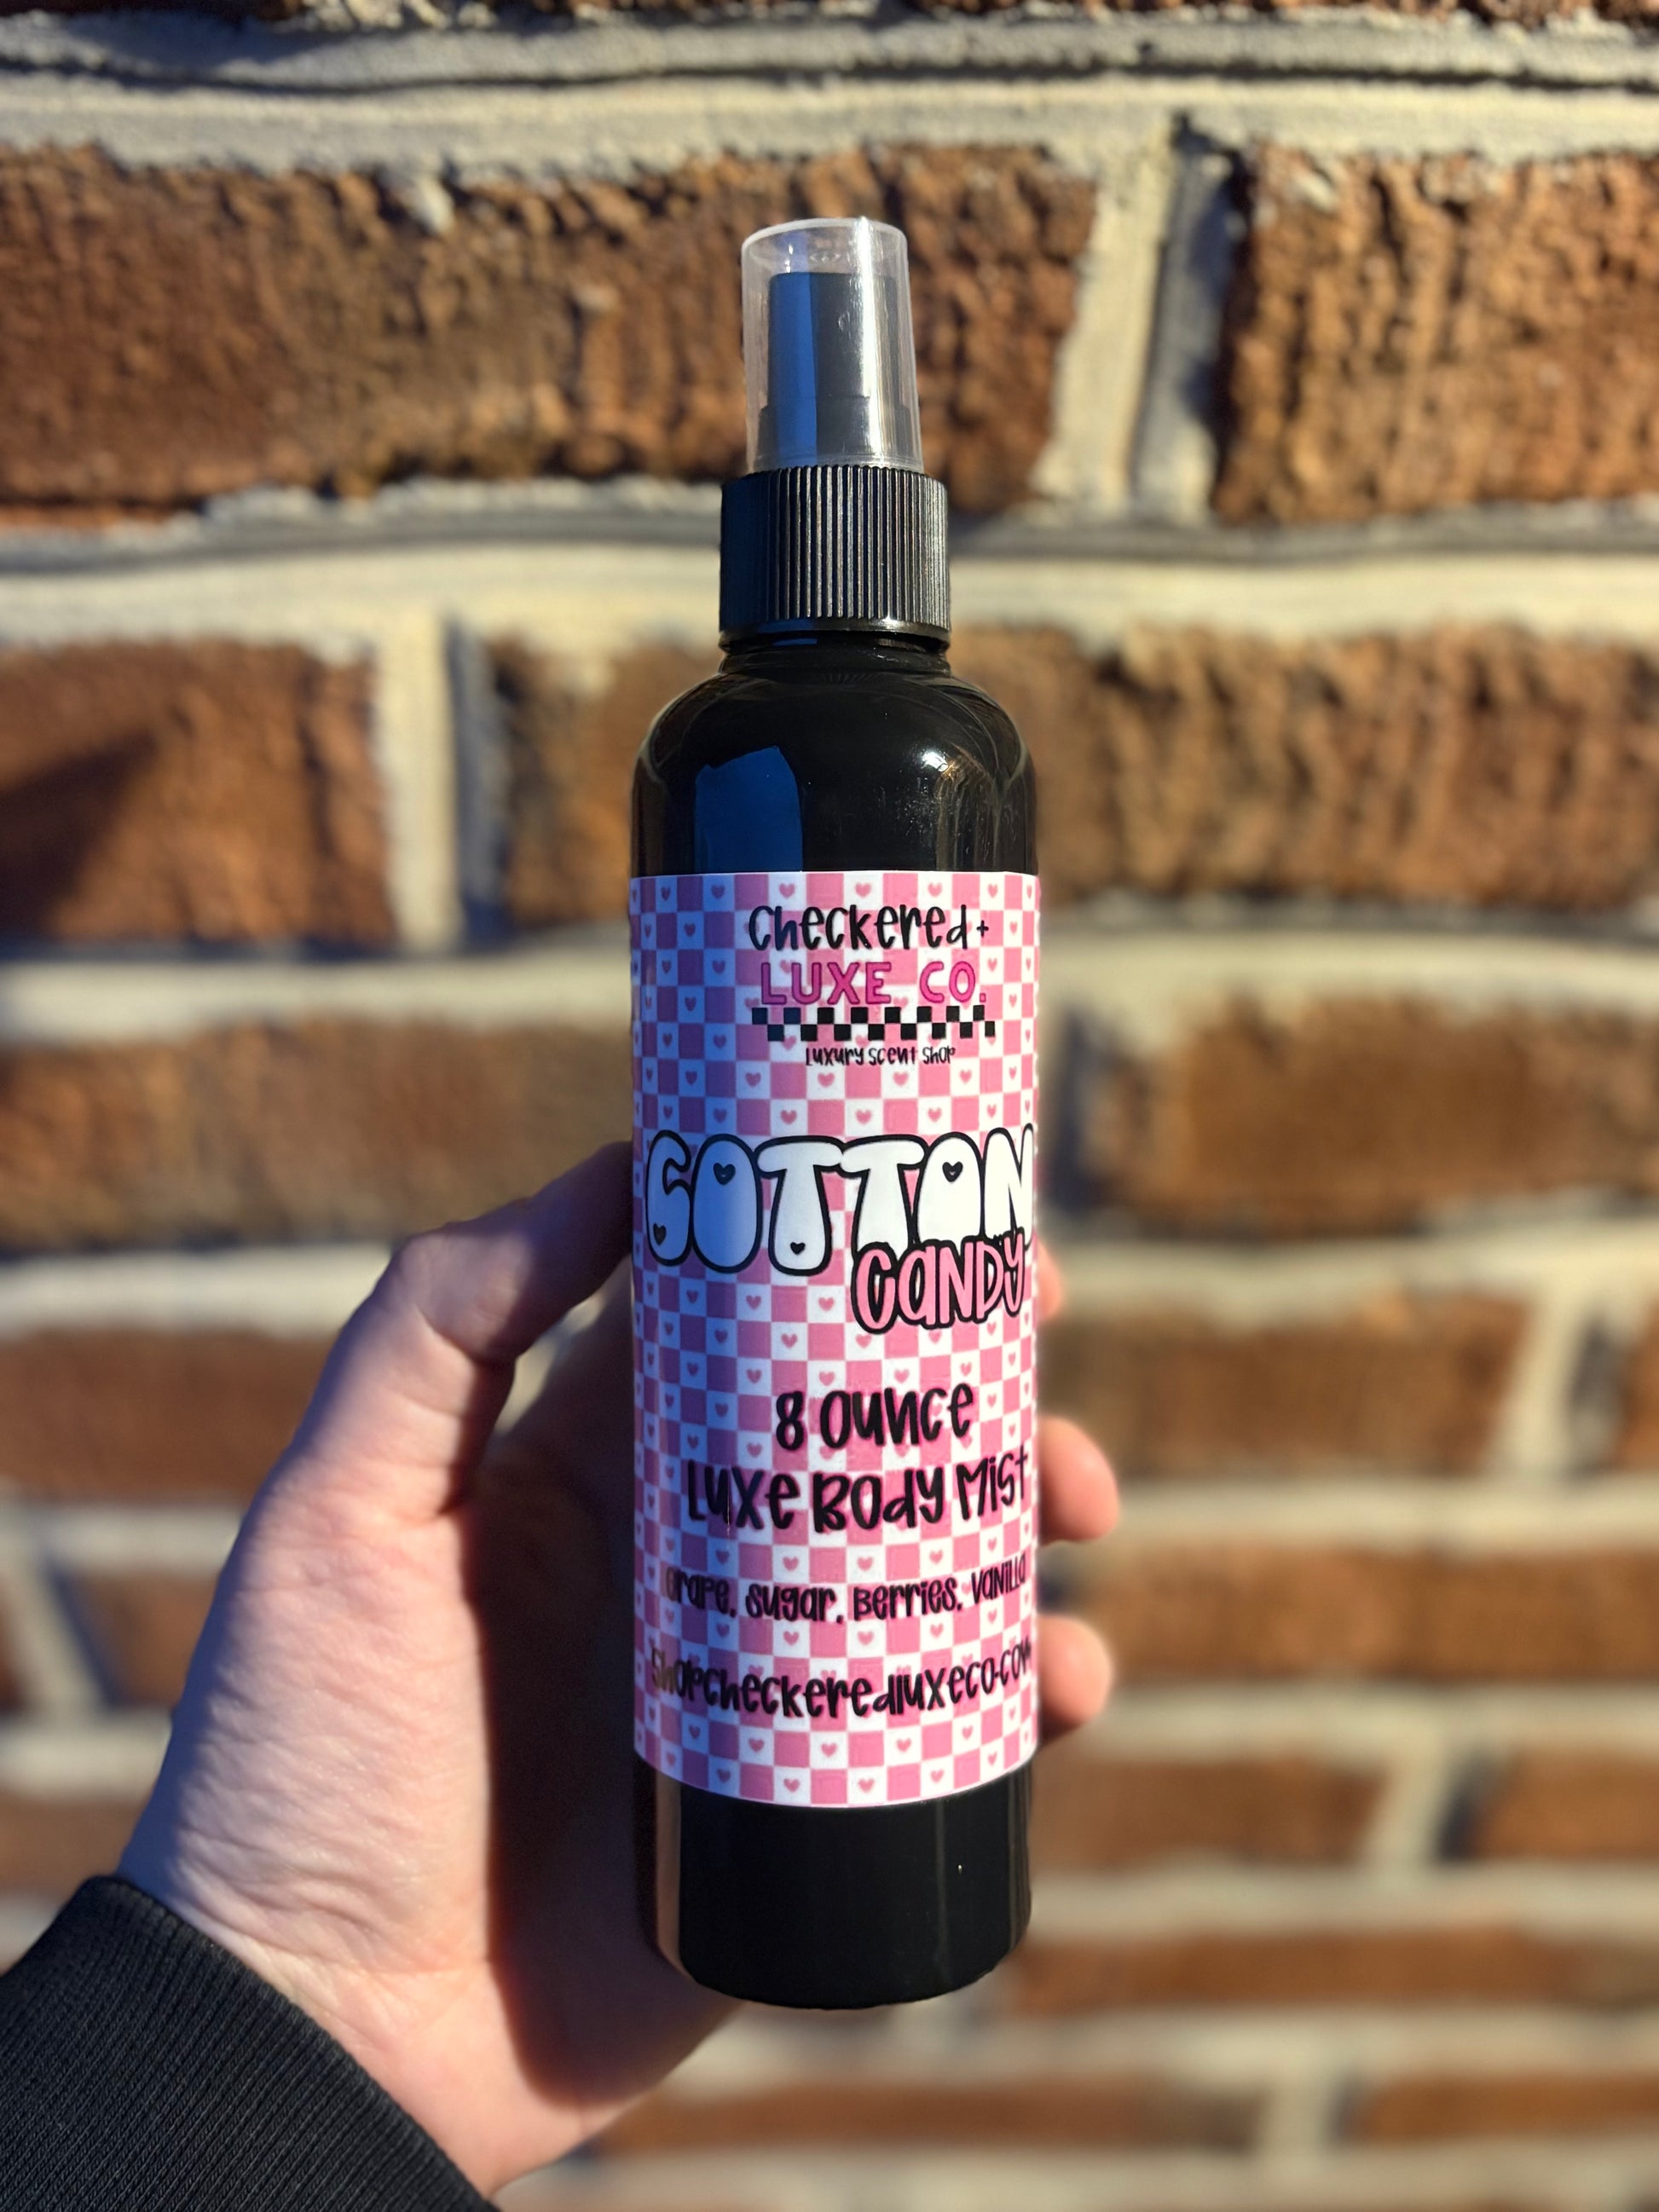 Checkered +
LUXE CO.
Luxury Scent Shop
COTTON
CANDY
8 Ounce
Luxe Body Mist
Grape, Sugar, Berries, Vanilla
Shopcheckeredluxeco.com